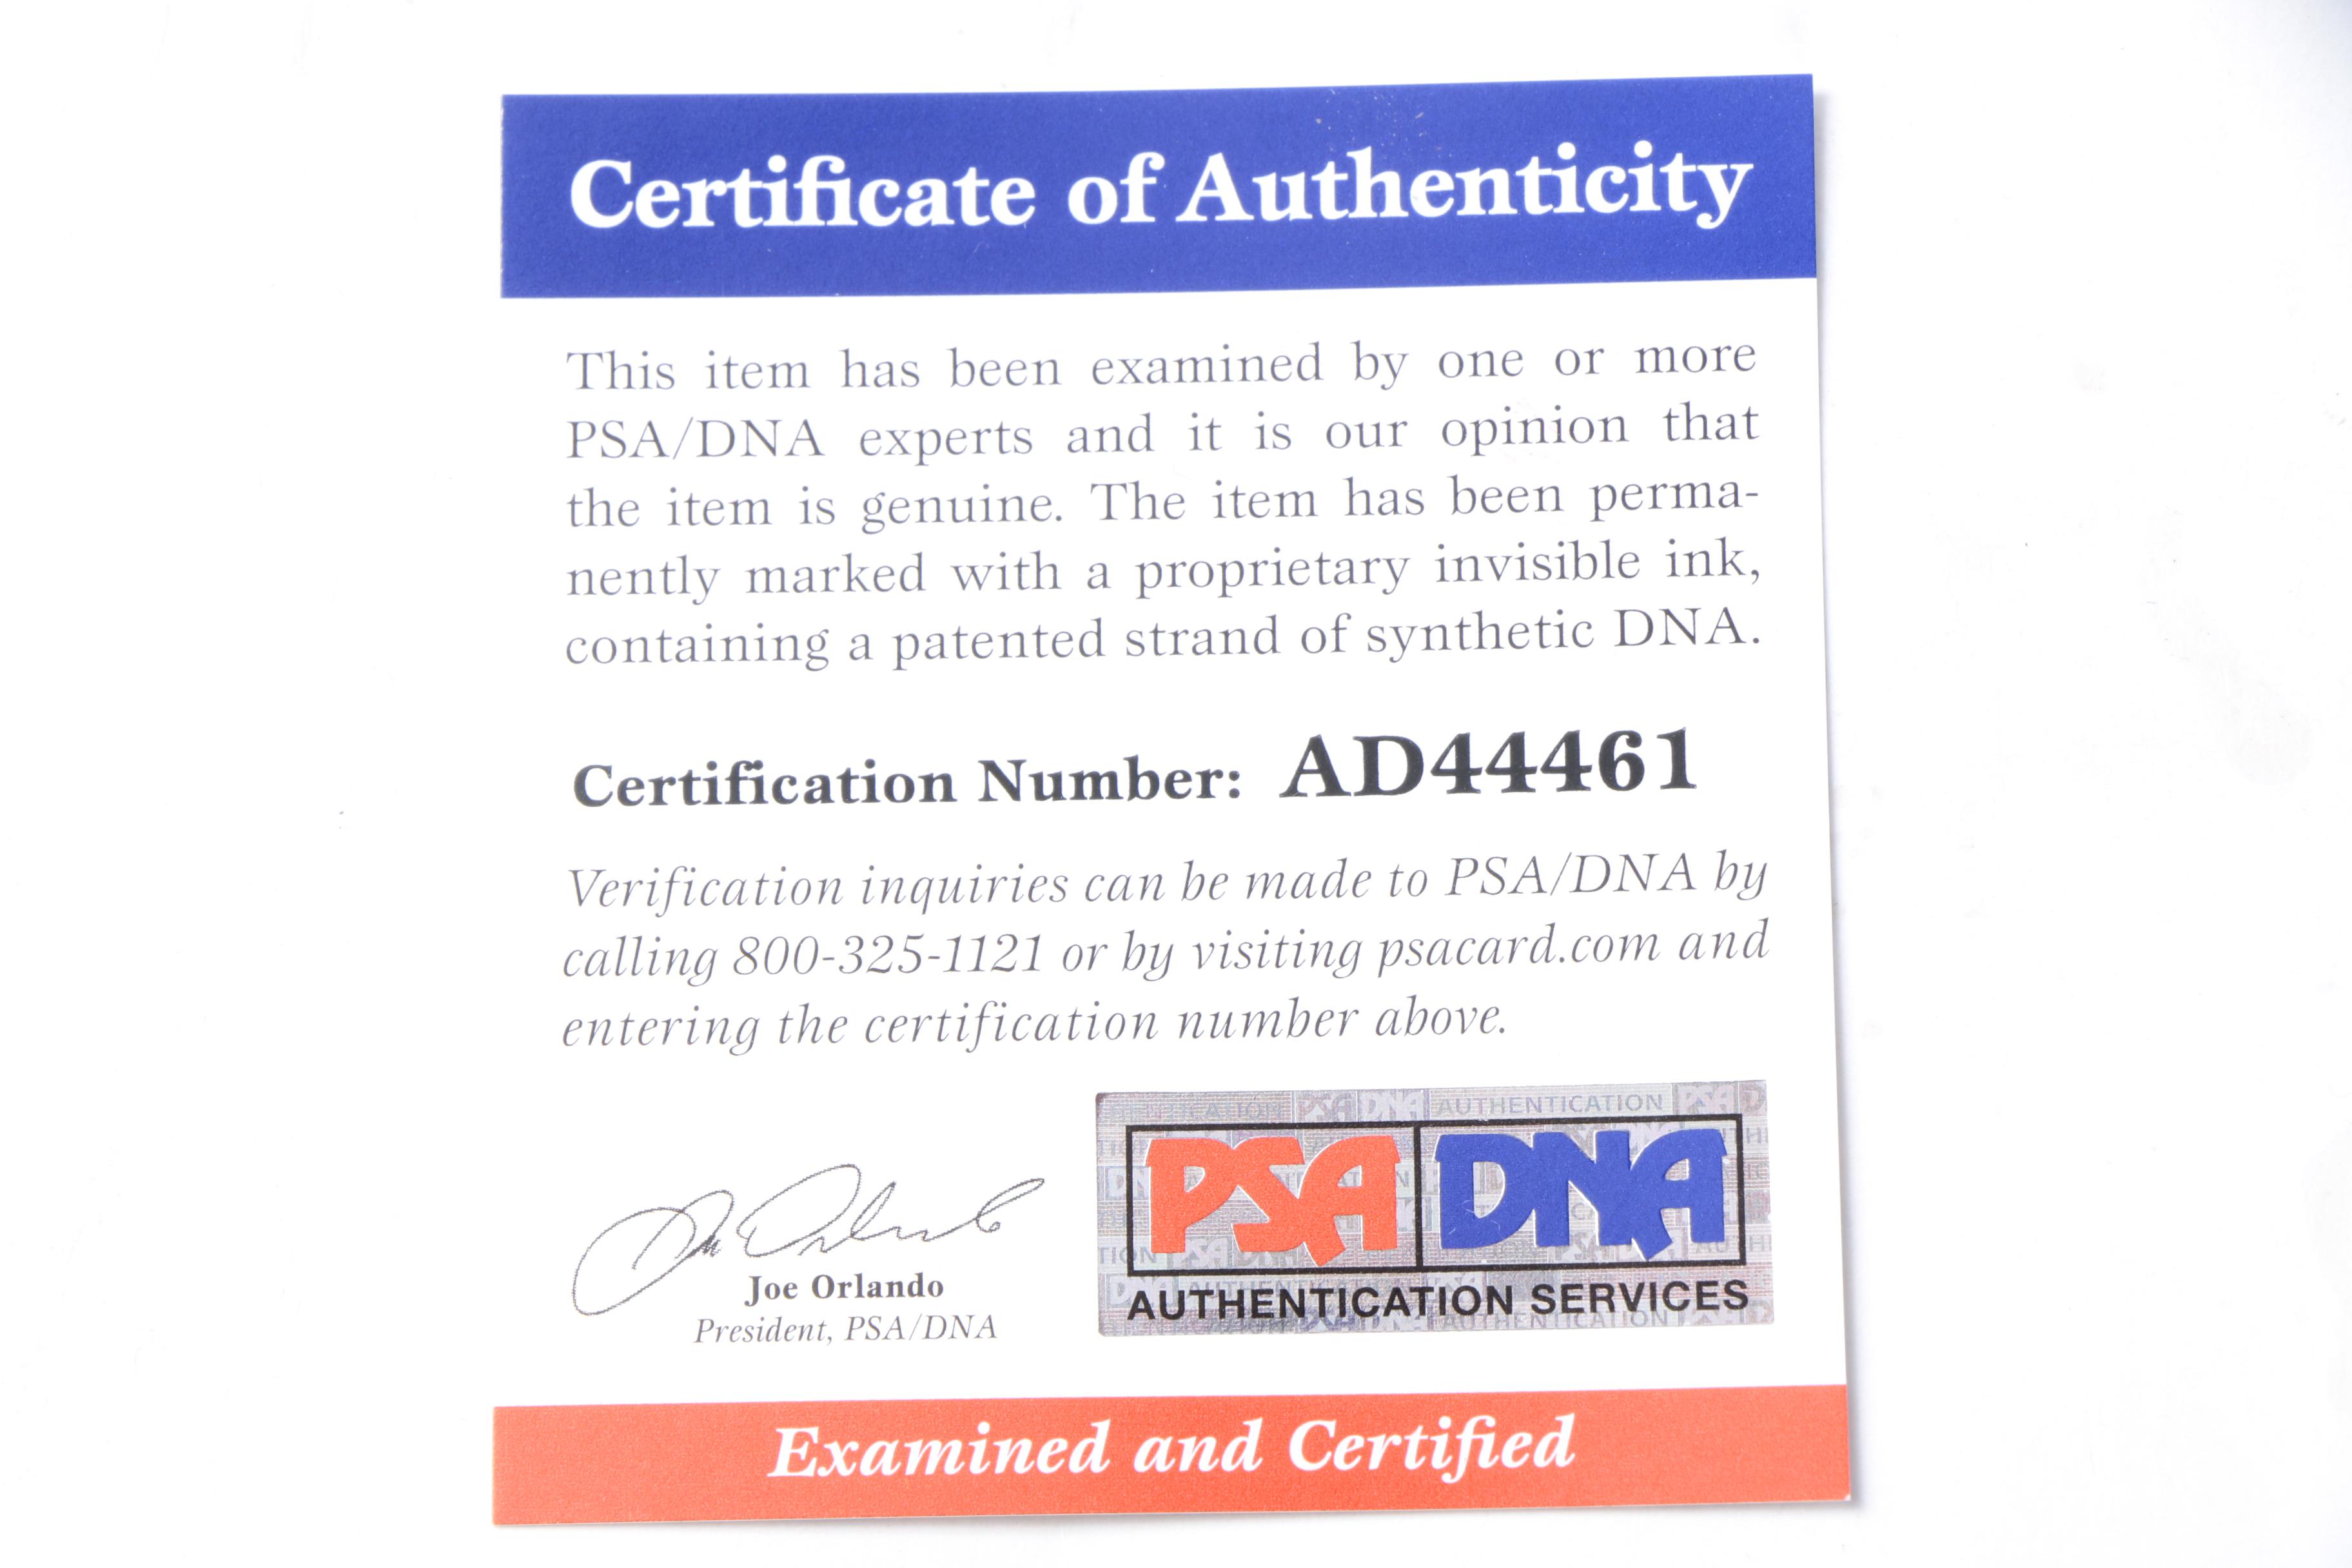 Certificate of Authenticity
This item has been examined by one or more
PSA/DNA experts and it is our opinion that
the item is genuine. The item has been perma-
nently marked with a proprietary invisible ink,
containing a patented strand of synthetic DNA.
Certification Number: AD44461
Verification inquiries can be made to PSA/DNA by
calling 800-325-1121 or by visiting psacard.com and
entering the certification number above.
Joe Orlando
President, PSA/DNA
PSA DNA
AUTHENTICATION SERVICES
Examined and Certified